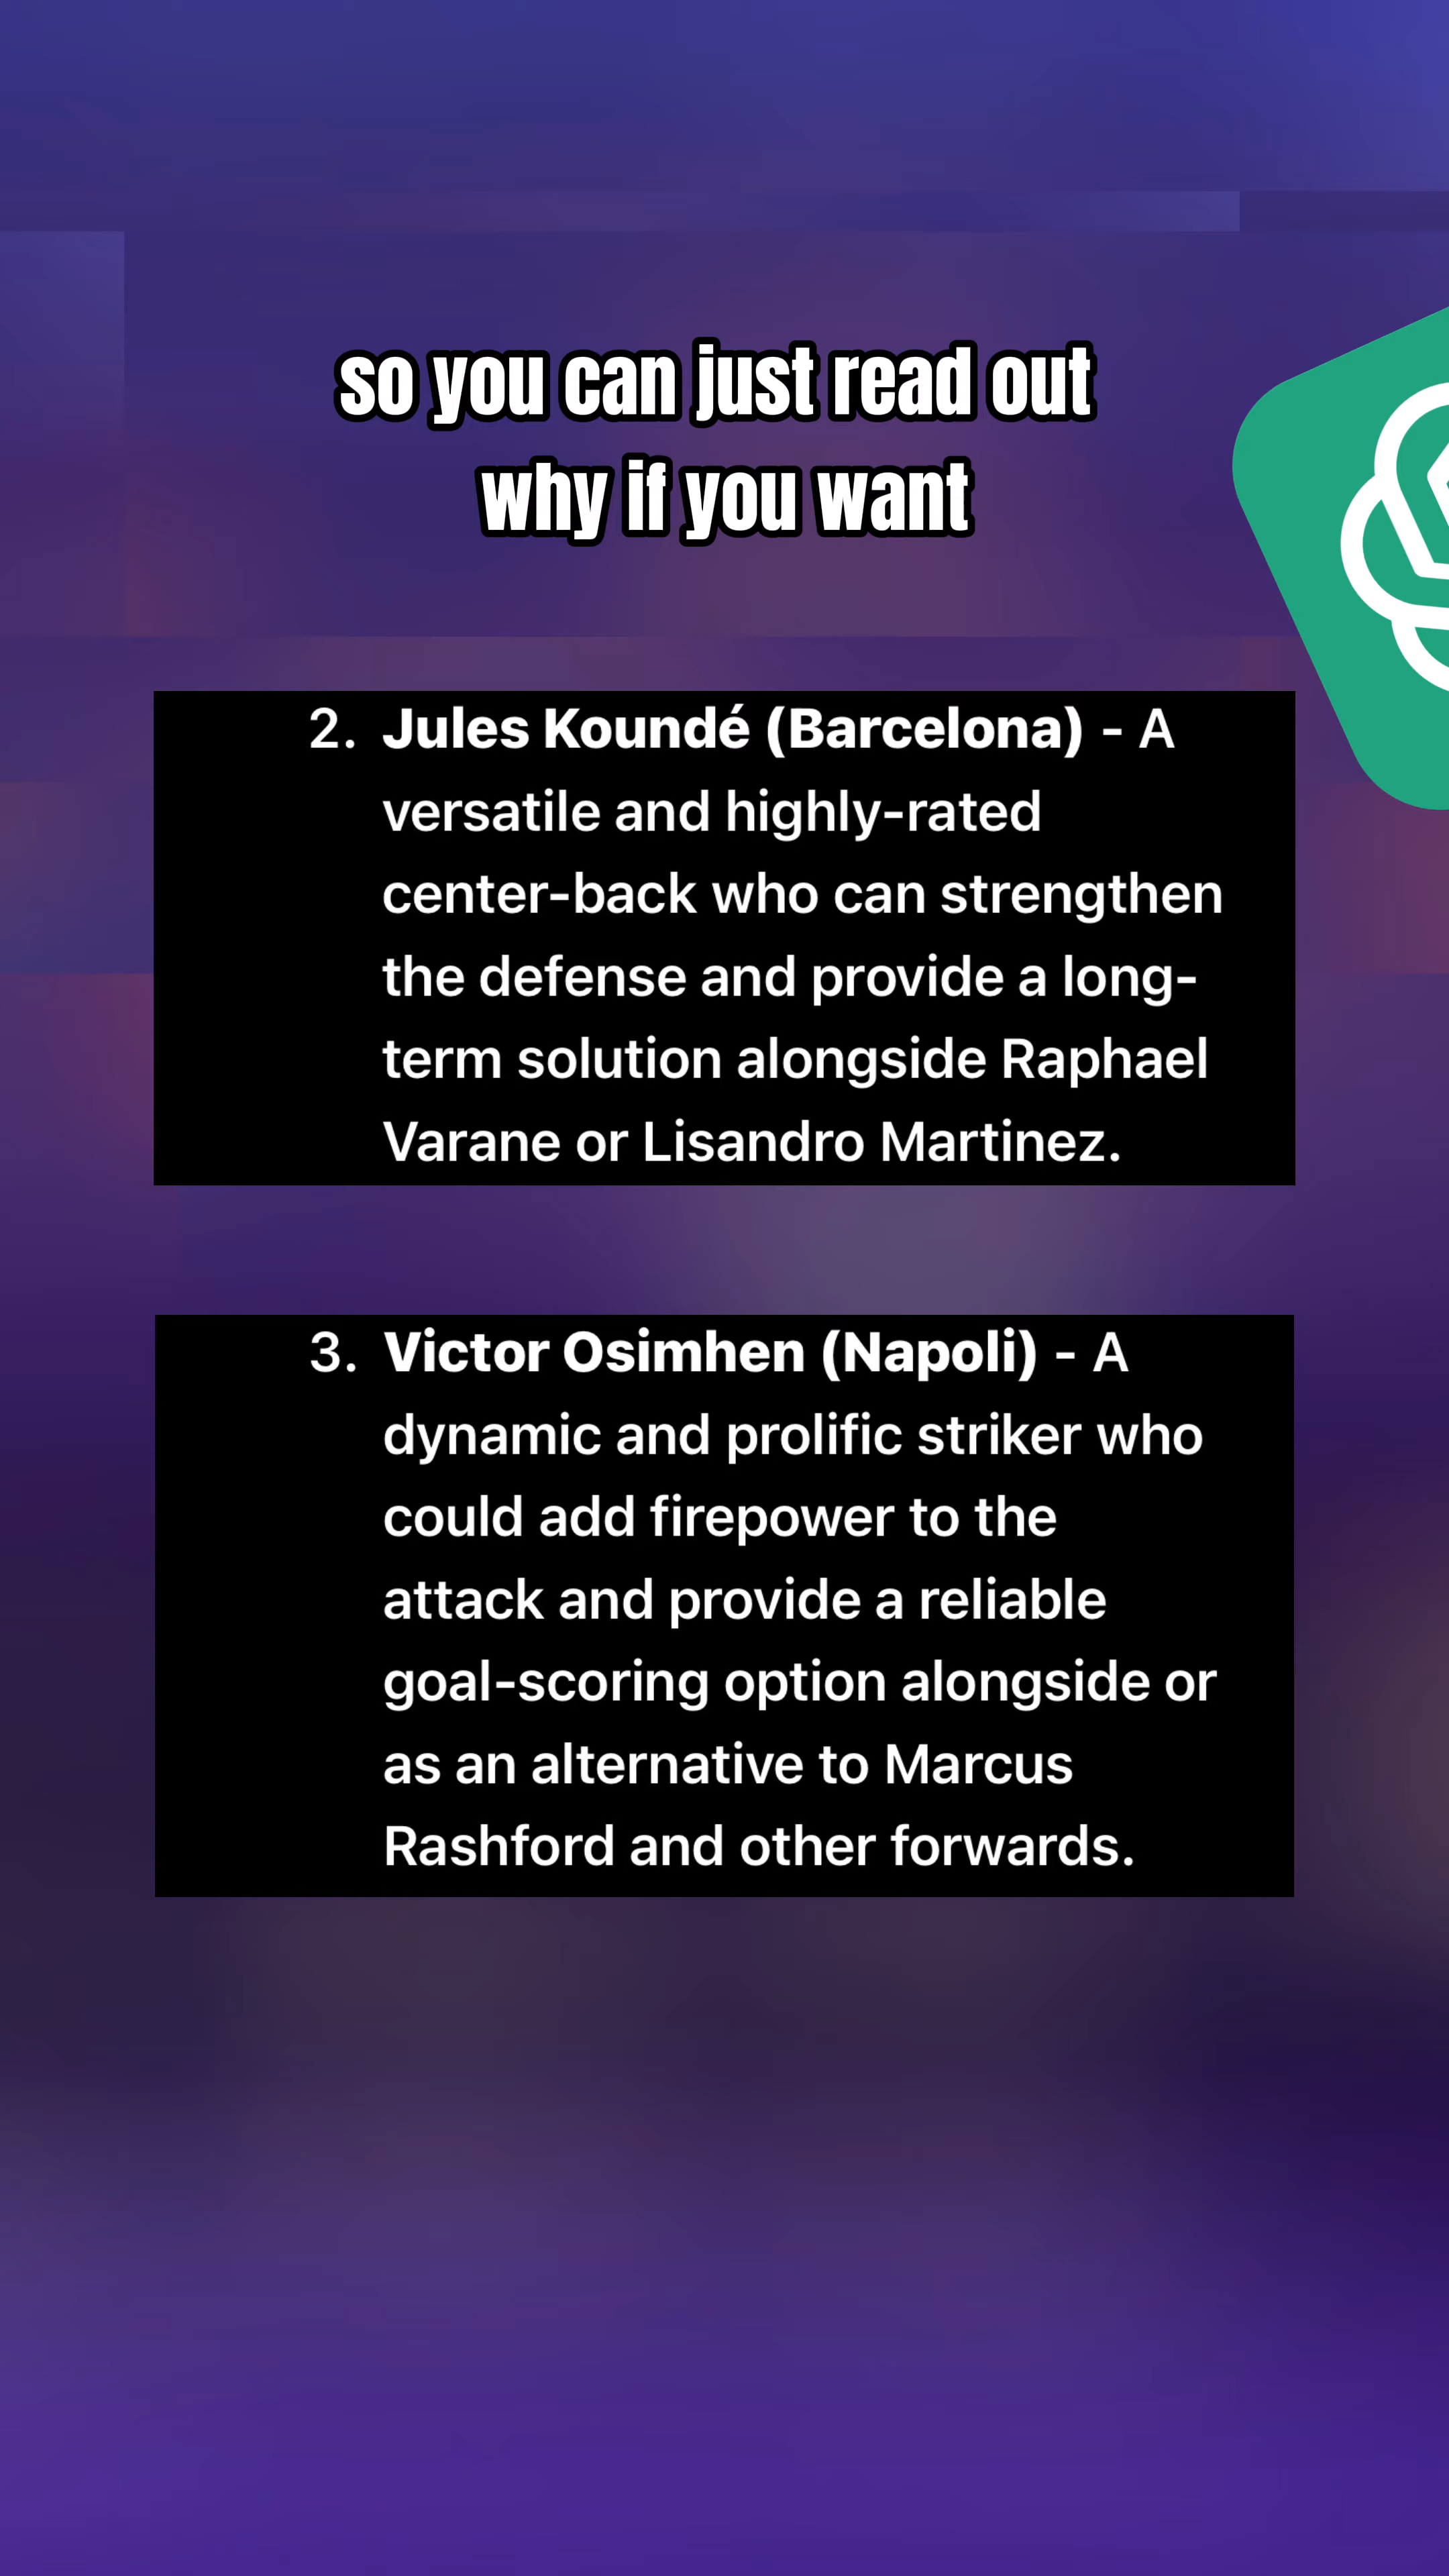 so you can just read out
why if you want
2. Jules Koundé (Barcelona) - A
versatile and highly-rated
center-back who can strengthen
the defense and provide a long-
term solution alongside Raphael
Varane or Lisandro Martinez.
3. Victor Osimhen (Napoli) - A
dynamic and prolific striker who
could add firepower to the
attack and provide a reliable
goal-scoring option alongside or
as an alternative to Marcus
Rashford and other forwards.